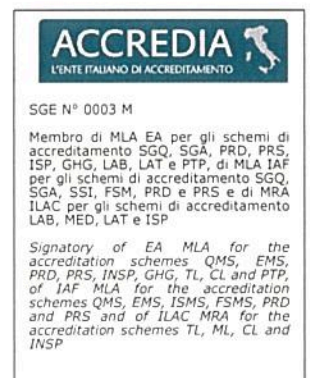 ACCREDIA
L'ENTE ITALIANO DI ACCREDITAMENTO
SGE N° 0003 M
Membro di MLA EA per gli schemi di
accreditamento SGQ, SGA, PRD, PRS,
ISP, GHG, LAB, LAT e PTP, di MLA IAF
per gli schemi di accreditamento SGQ,
SGA, SSI, FSM, PRD e PRS e di MRA
ILAC per gli schemi di accreditamento
LAB, MED, LAT e ISP
Signatory of EA MLA for the
accreditation schemes QMS, EMS,
PRD, PRS, INSP, GHG, TL, CL and PTP,
of IAF MLA for the accreditation
schemes QMS, EMS, ISMS, FSMS, PRD
and PRS and of ILAC MRA for the
accreditation schemes TL, ML, CL and
INSP